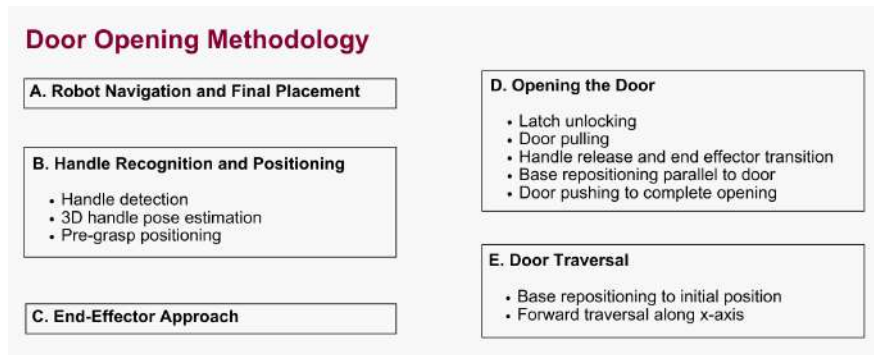 Door Opening Methodology
A. Robot Navigation and Final Placement
B. Handle Recognition and Positioning
• Handle detection
• 3D handle pose estimation
• Pre-grasp positioning
C. End-Effector Approach
D. Opening the Door
• Latch unlocking
• Door pulling
• Handle release and end effector transition
• Base repositioning parallel to door
• Door pushing to complete opening
E. Door Traversal
• Base repositioning to initial position
• Forward traversal along x-axis